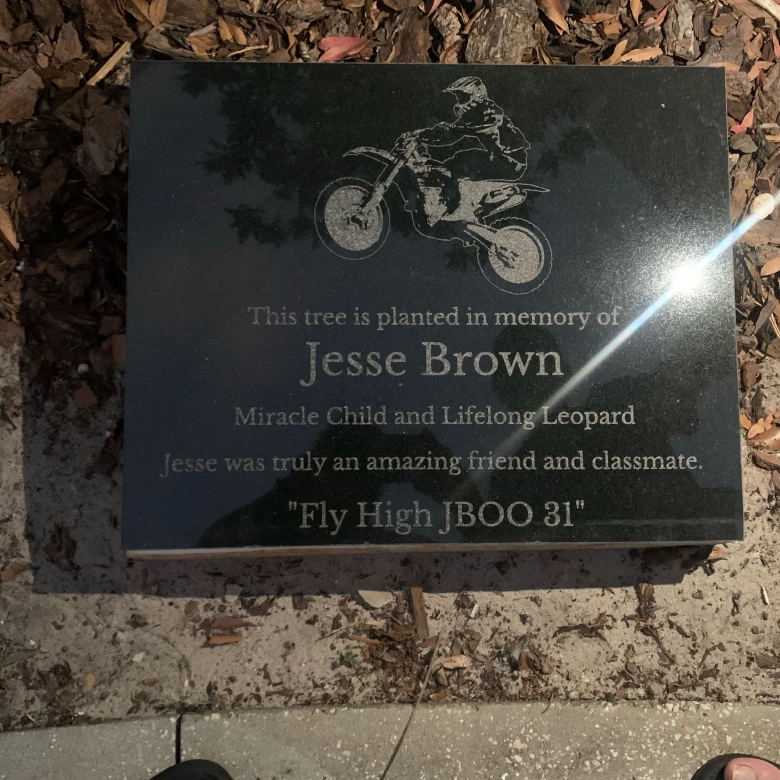 This tree is planted in memory of
Jesse Brown
Miracle Child and Lifelong Leopard
Jesse was truly an amazing friend and classmate.
"Fly High JBOO 31"